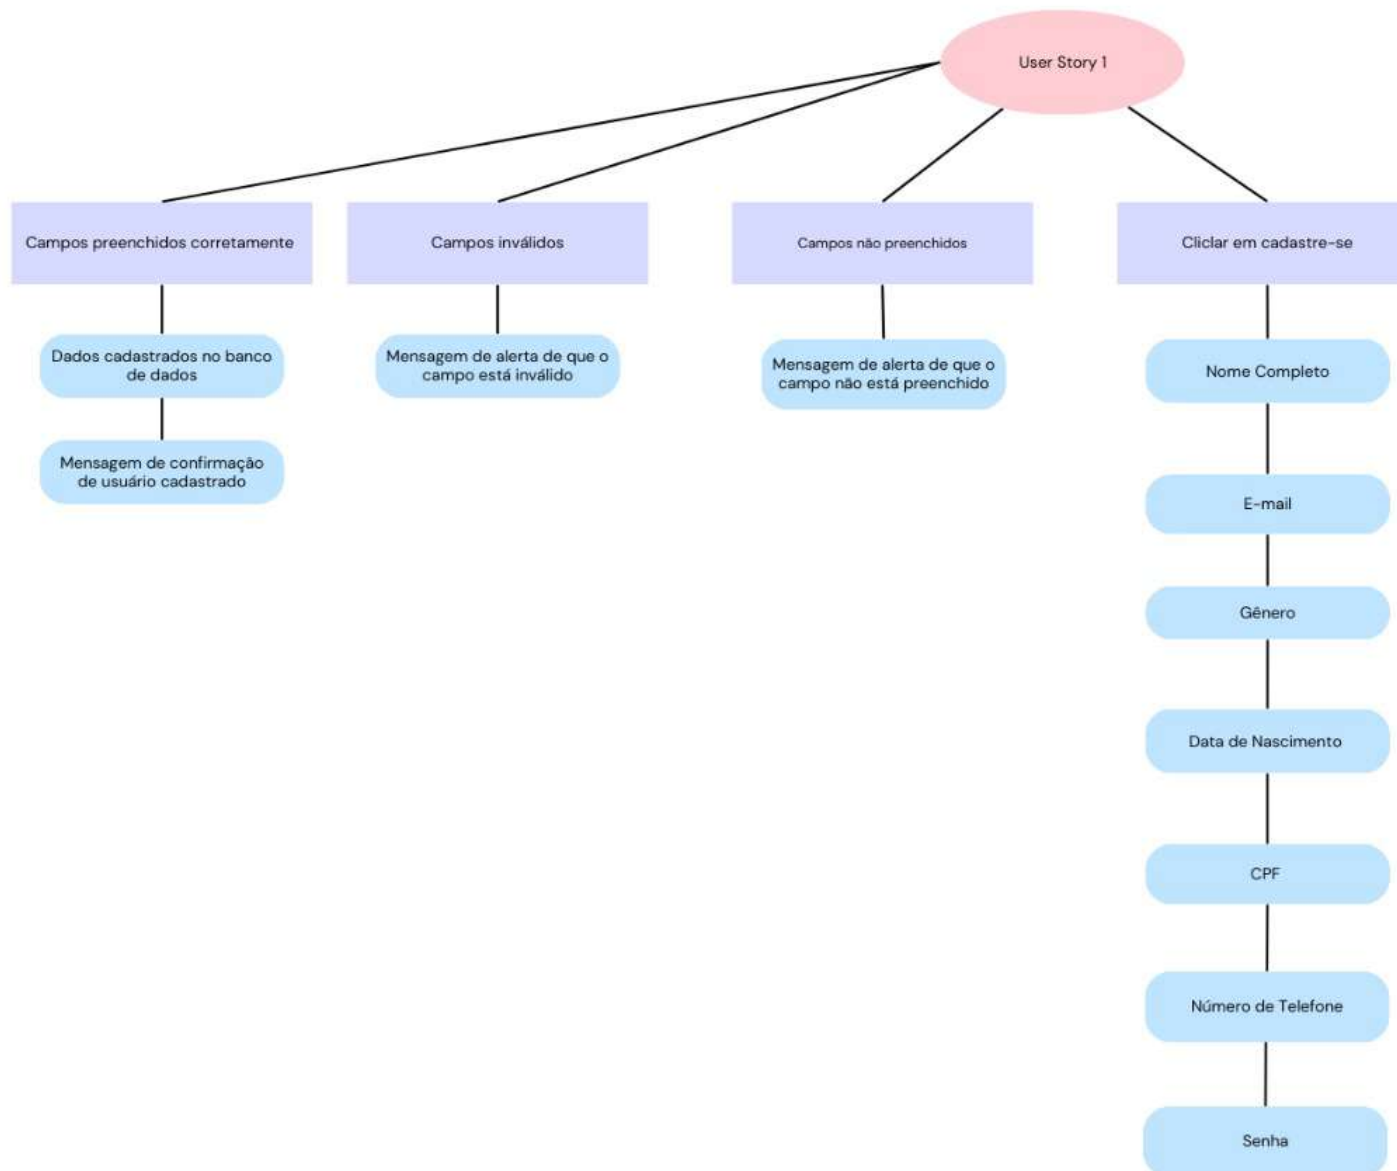 User Story 1
Campos preenchidos corretamente
Campos inválidos
Campos não preenchidos
Cliclar em cadastre-se
Dados cadastrados no banco
de dados
Mensagem de confirmação
de usuário cadastrado
Mensagem de alerta de que o
campo está inválido
Mensagem de alerta de que o
campo não está preenchido
Nome Completo
E-mail
Gênero
Data de Nascimento
CPF
Número de Telefone
Senha